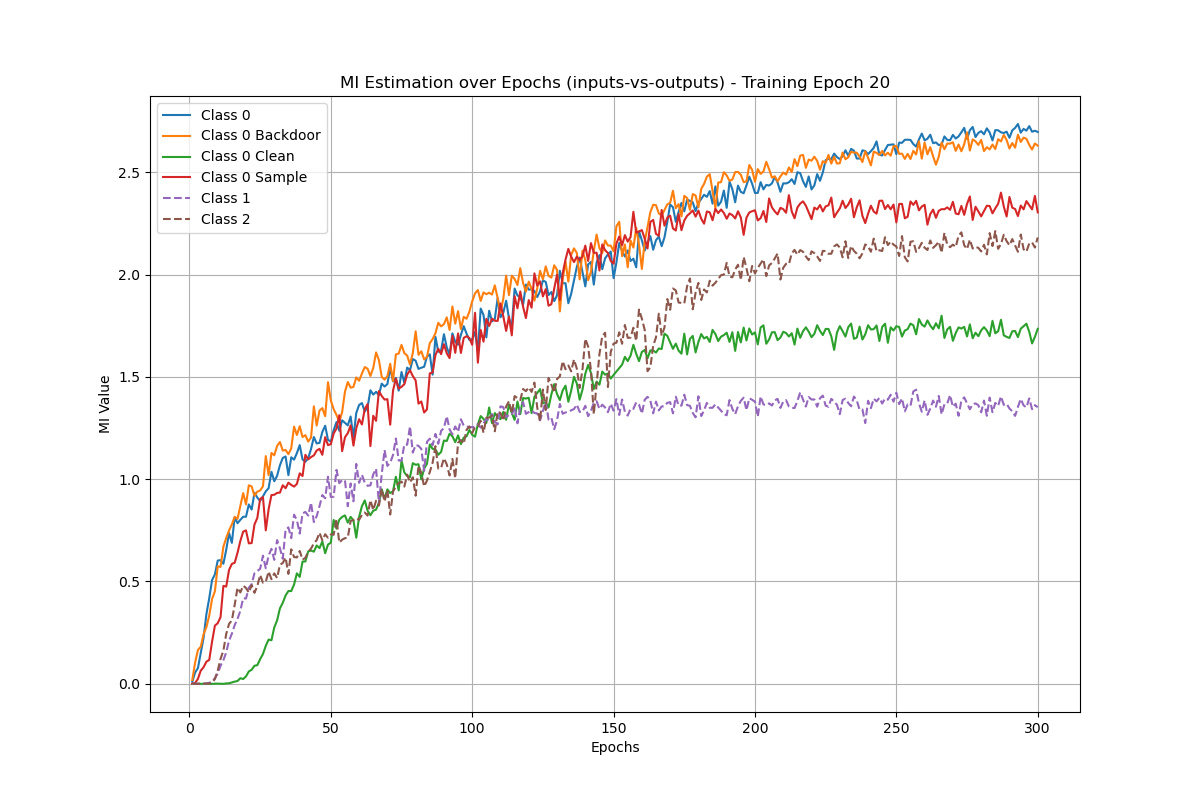 MI Estimation over Epochs (inputs-vs-outputs) - Training Epoch 20
Class 0
Class 0 Backdoor
Class 0 Clean
Class 0 Sample
Class 1
Class 2
MI Value
2.5
2.0
1.5
1.0
0.5
0.0
0 50 100 150 200 250 300
Epochs